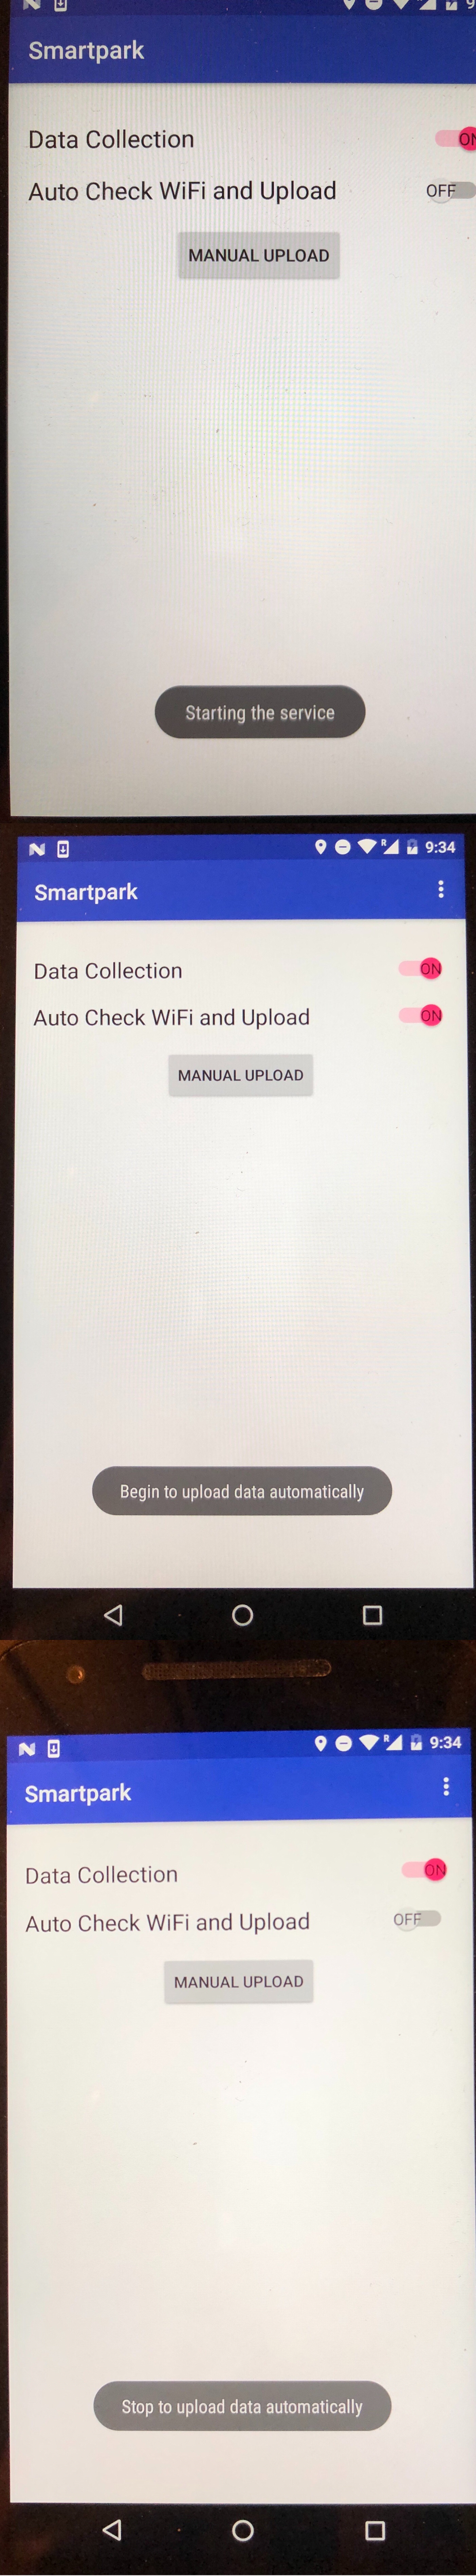 9
Smartpark
Data Collection ON
Auto Check WiFi and Upload OFF
MANUAL UPLOAD
Starting the service
R 9:34
Smartpark
Data Collection ON
Auto Check WiFi and Upload ON
MANUAL UPLOAD
Begin to upload data automatically
R 9:34
Smartpark
Data Collection ON
Auto Check WiFi and Upload OFF
MANUAL UPLOAD
Stop to upload data automatically